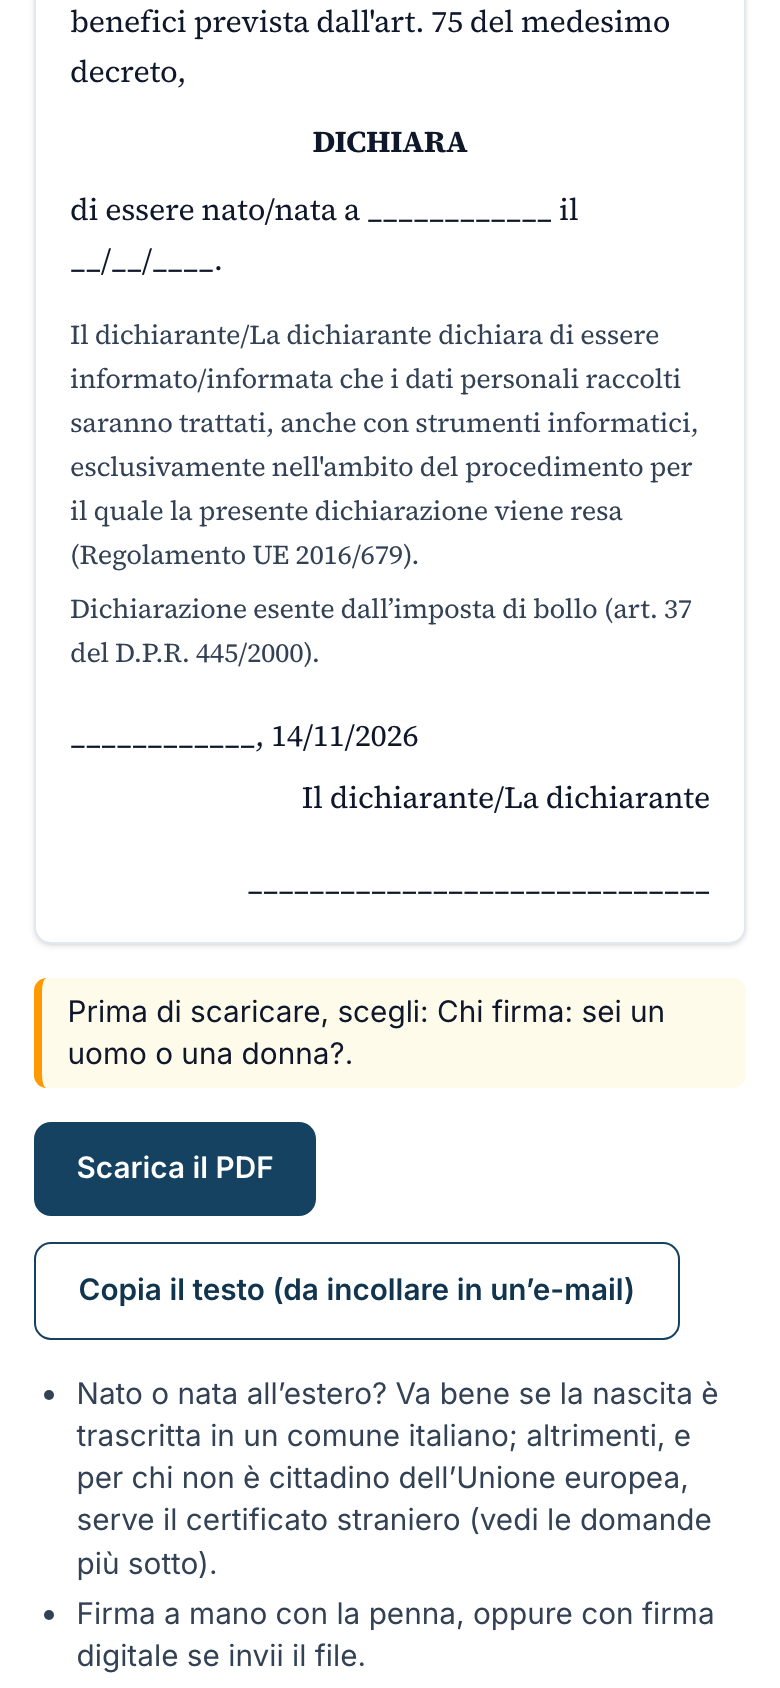 benefici prevista dall'art. 75 del medesimo
decreto,
DICHIARA
di essere nato/nata a ____________ il
__/__/____.
Il dichiarante/La dichiarante dichiara di essere
informato/informata che i dati personali raccolti
saranno trattati, anche con strumenti informatici,
esclusivamente nell'ambito del procedimento per
il quale la presente dichiarazione viene resa
(Regolamento UE 2016/679).
Dichiarazione esente dall’imposta di bollo (art. 37
del D.P.R. 445/2000).
____________, 14/11/2026
Il dichiarante/La dichiarante
______________________________
Prima di scaricare, scegli: Chi firma: sei un
uomo o una donna?.
Scarica il PDF
Copia il testo (da incollare in un’e-mail)
• Nato o nata all’estero? Va bene se la nascita è
trascritta in un comune italiano; altrimenti, e
per chi non è cittadino dell’Unione europea,
serve il certificato straniero (vedi le domande
più sotto).
• Firma a mano con la penna, oppure con firma
digitale se invii il file.